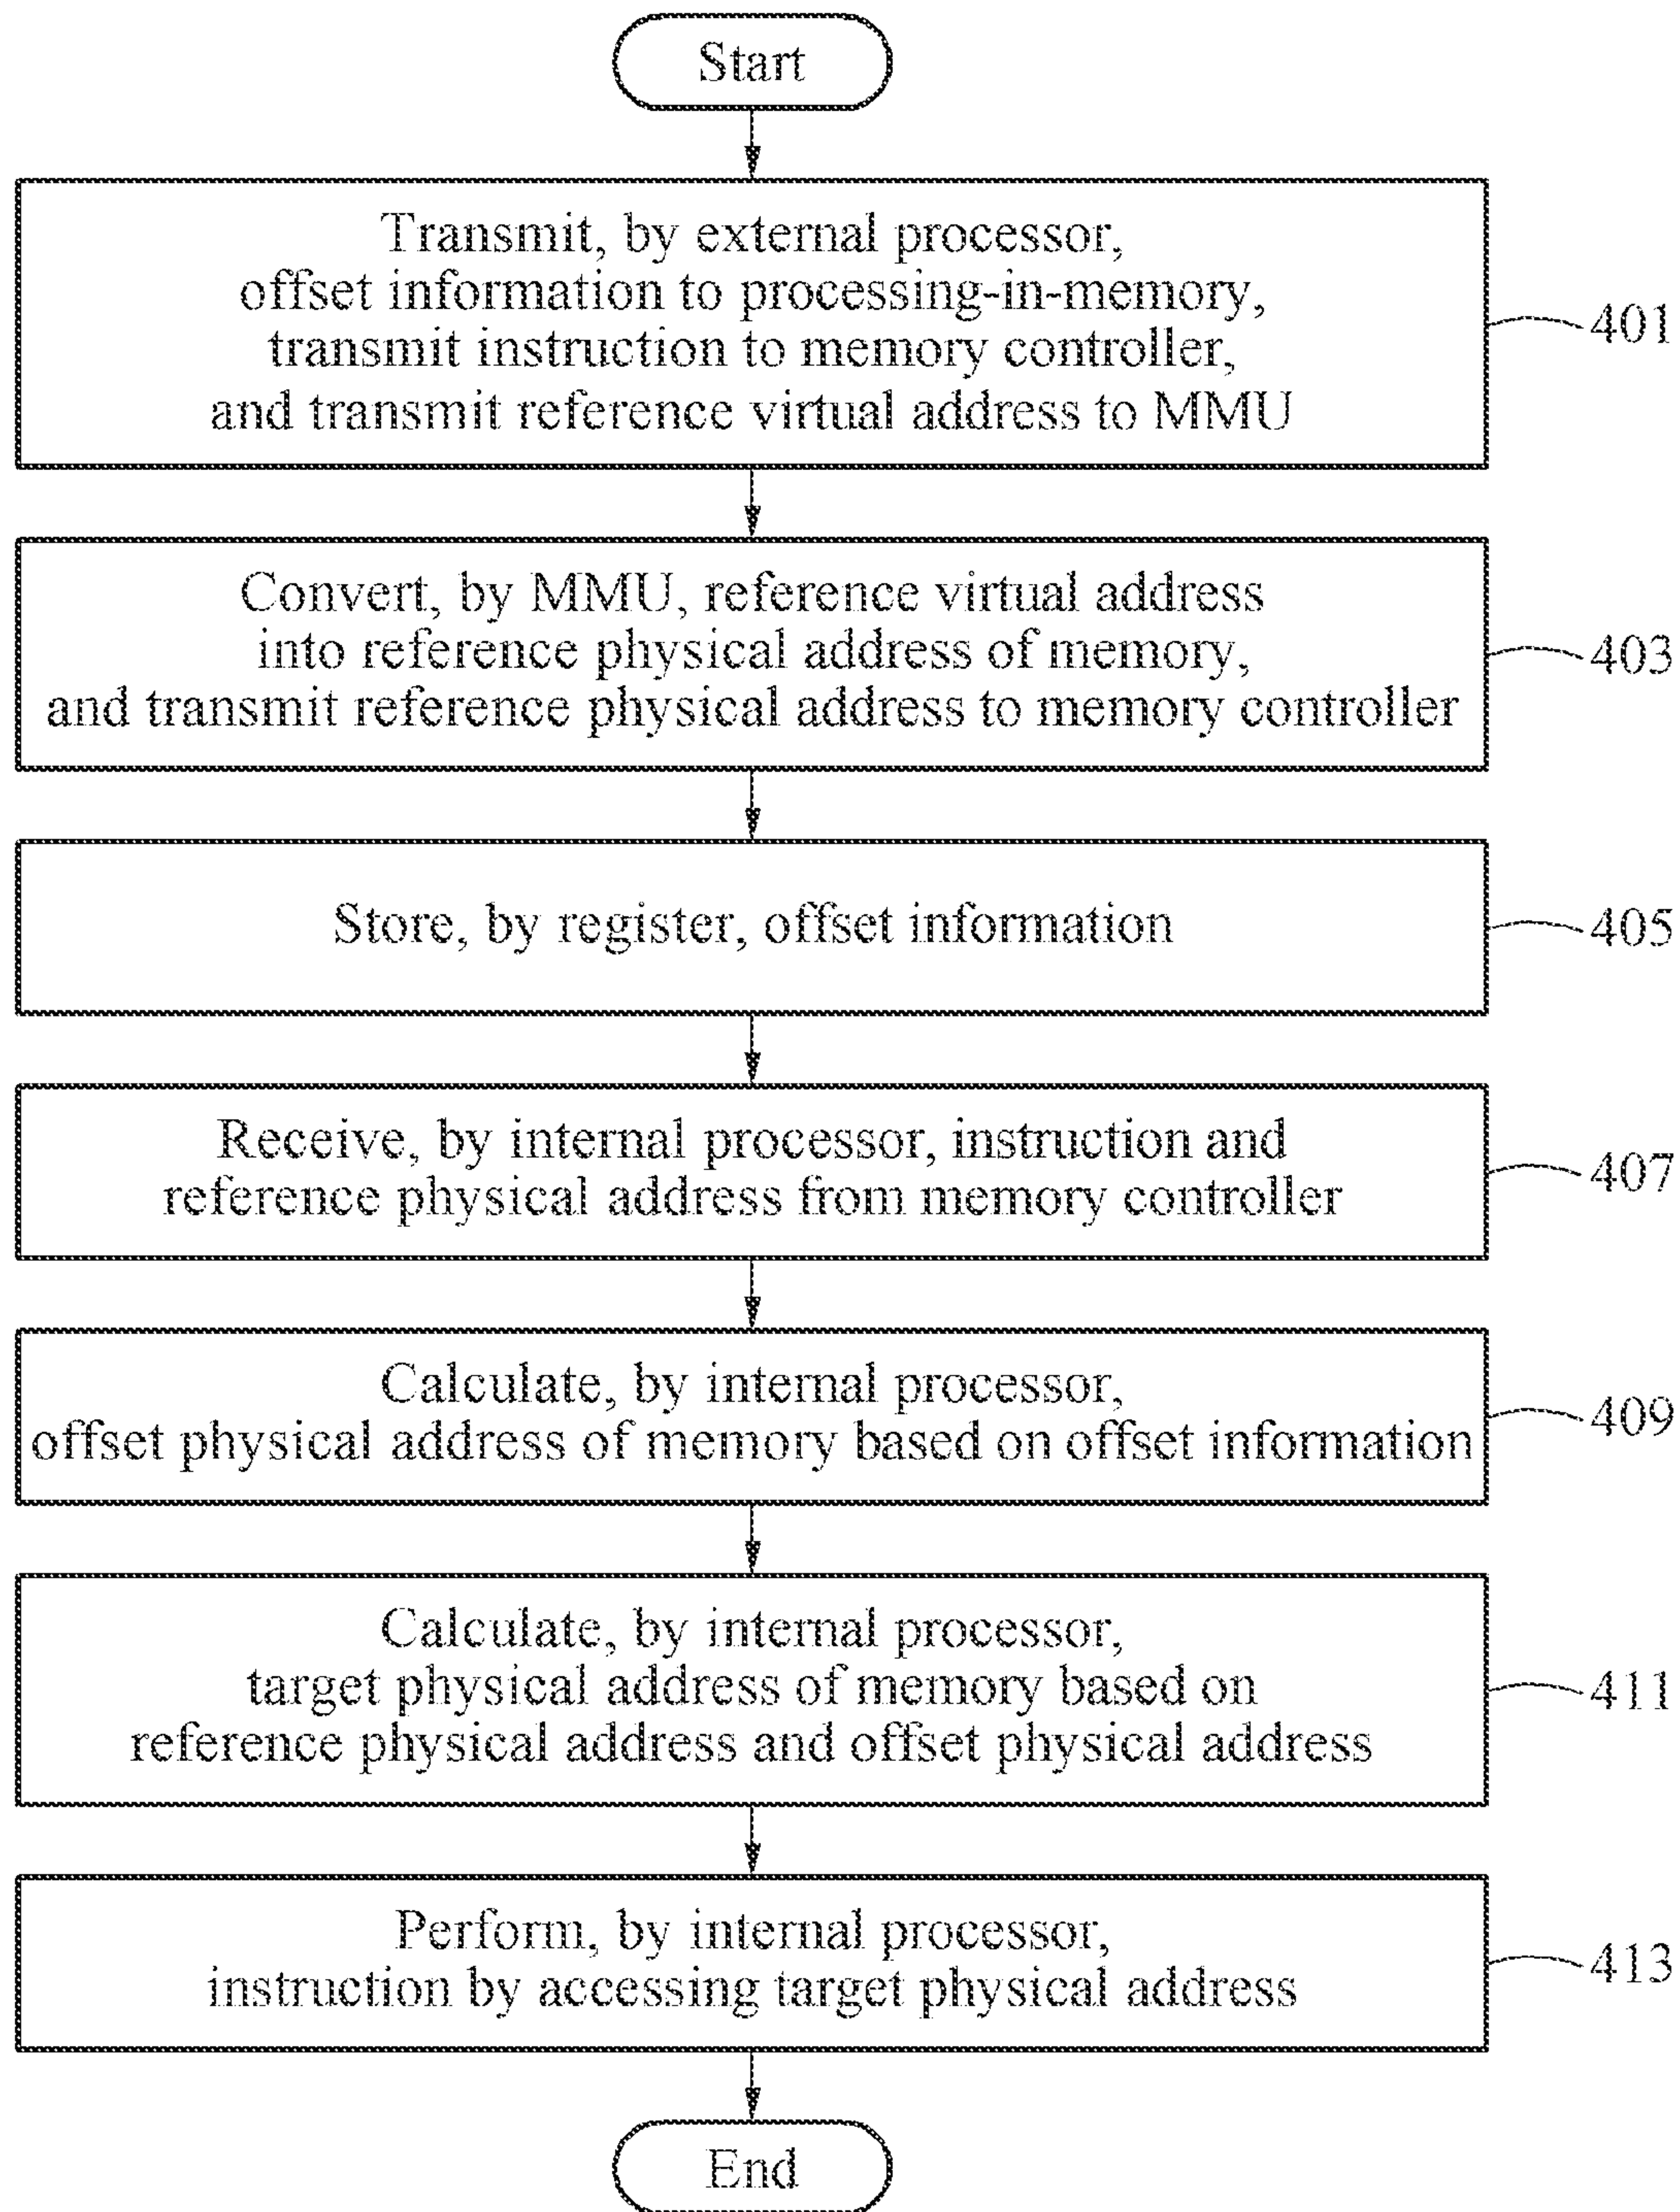 Start
Transmit, by external processor,
offset information to processing-in-memory,
transmit instruction to memory controller,
and transmit reference virtual address to MMU
401
Convert, by MMU, reference virtual address
into reference physical address of memory,
and transmit reference physical address to memory controller
403
Store, by register, offset information
405
Receive, by internal processor, instruction and
reference physical address from memory controller
407
Calculate, by internal processor,
offset physical address of memory based on offset information
409
Calculate, by internal processor,
target physical address of memory based on
reference physical address and offset physical address
411
Perform, by internal processor,
instruction by accessing target physical address
413
End